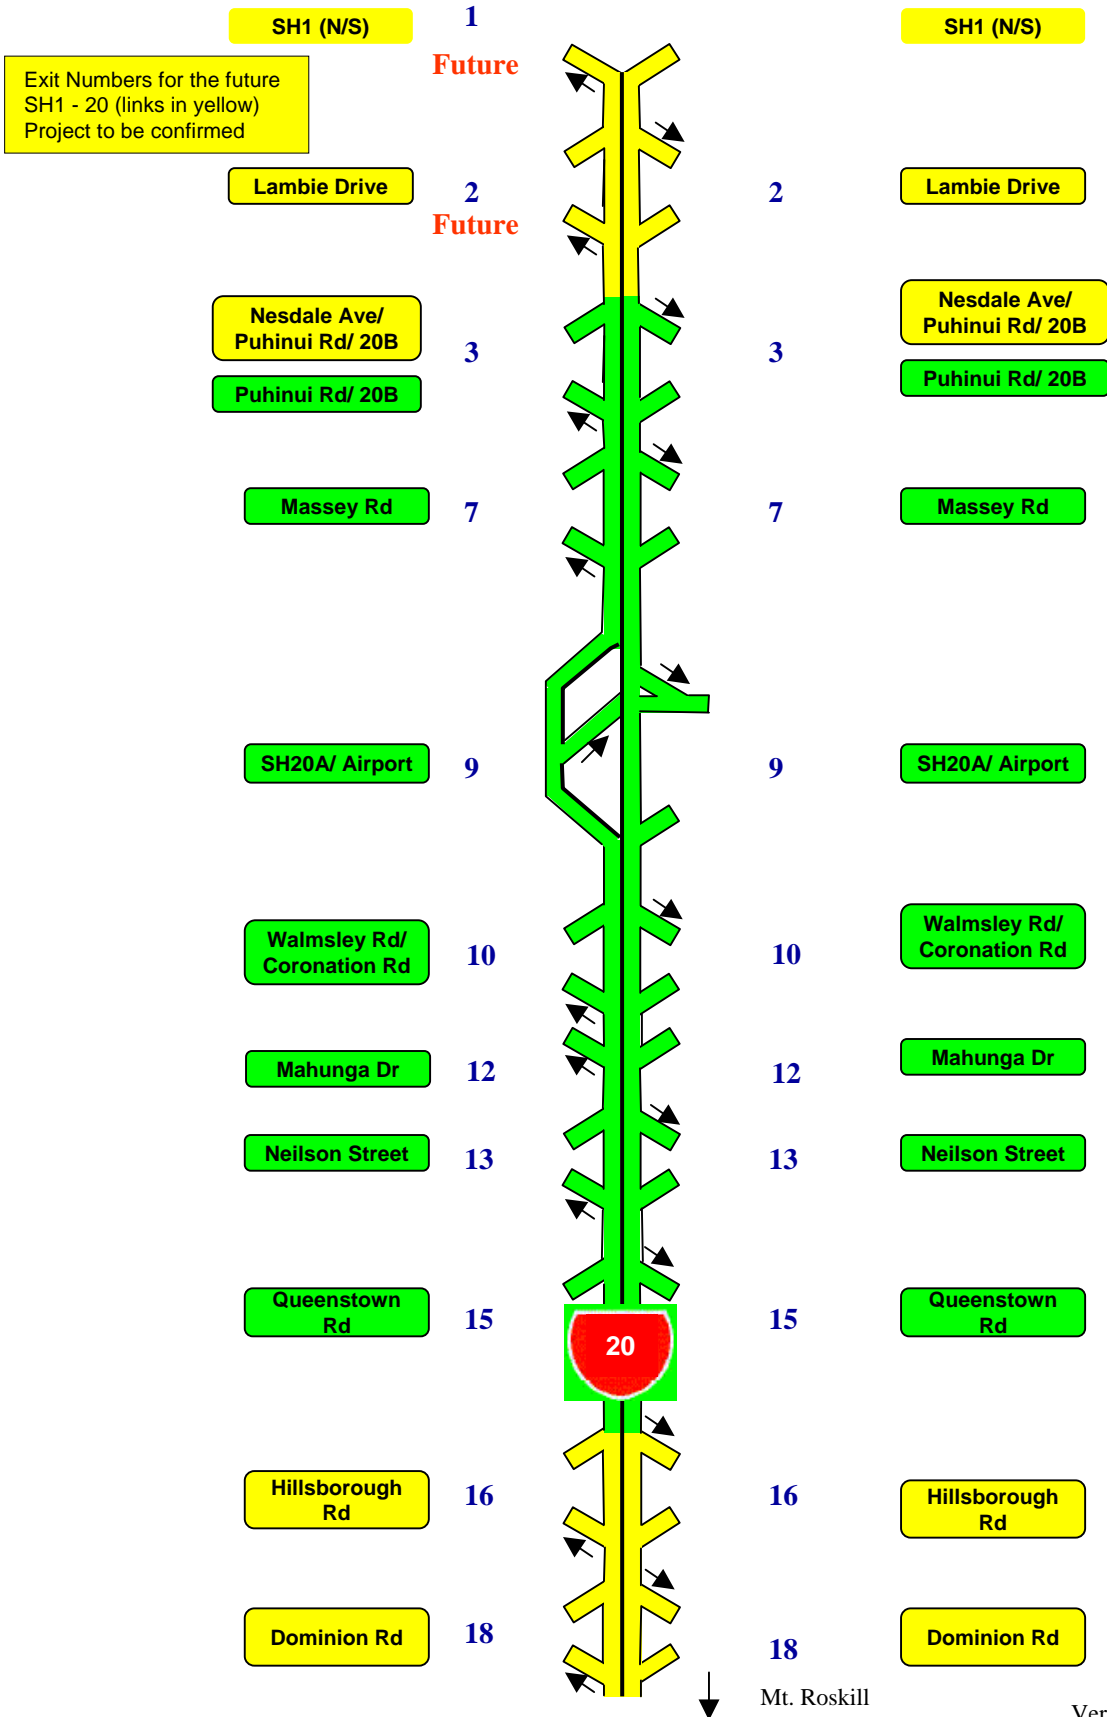 SH1 (N/S)
1
SH1 (N/S)
Future
Exit Numbers for the future
SH1 - 20 (links in yellow)
Project to be confirmed
Lambie Drive
2
2
Lambie Drive
Future
Nesdale Ave/
Puhinui Rd/ 20B
3
3
Nesdale Ave/
Puhinui Rd/ 20B
Puhinui Rd/ 20B
Puhinui Rd/ 20B
Massey Rd
7
7
Massey Rd
SH20A/ Airport
9
9
SH20A/ Airport
Walmsley Rd/
Coronation Rd
10
10
Walmsley Rd/
Coronation Rd
Mahunga Dr
12
12
Mahunga Dr
Neilson Street
13
13
Neilson Street
Queenstown
Rd
15
20
15
Queenstown
Rd
Hillsborough
Rd
16
16
Hillsborough
Rd
Dominion Rd
18
18
Dominion Rd
Mt. Roskill
Ver